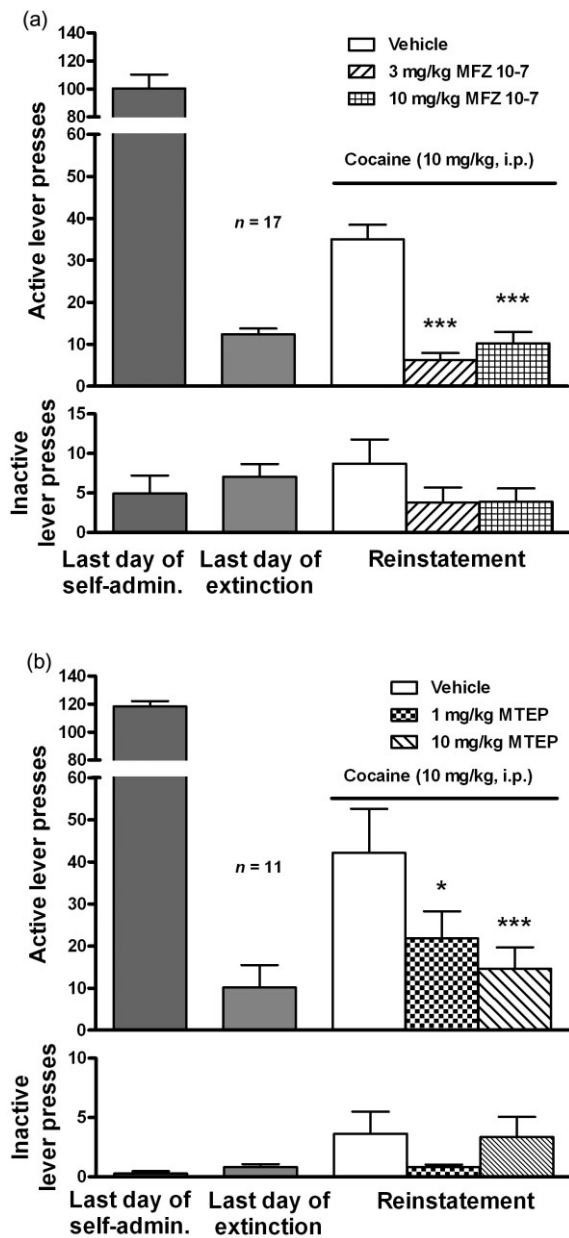 (a)
Vehicle
3 mg/kg MFZ 10-7
10 mg/kg MFZ 10-7
Cocaine (10 mg/kg, i.p.)
Active lever presses
140
120
100
80
60
50
40
30
20
10
0
n = 17
***
***
Inactive
lever presses
15
10
5
0
Last day of
self-admin.
Last day of
extinction
Reinstatement
(b)
Vehicle
1 mg/kg MTEP
10 mg/kg MTEP
Cocaine (10 mg/kg, i.p.)
Active lever presses
140
120
100
80
60
50
40
30
20
10
0
n = 11
*
***
Inactive
lever presses
10
5
0
Last day of
self-admin.
Last day of
extinction
Reinstatement